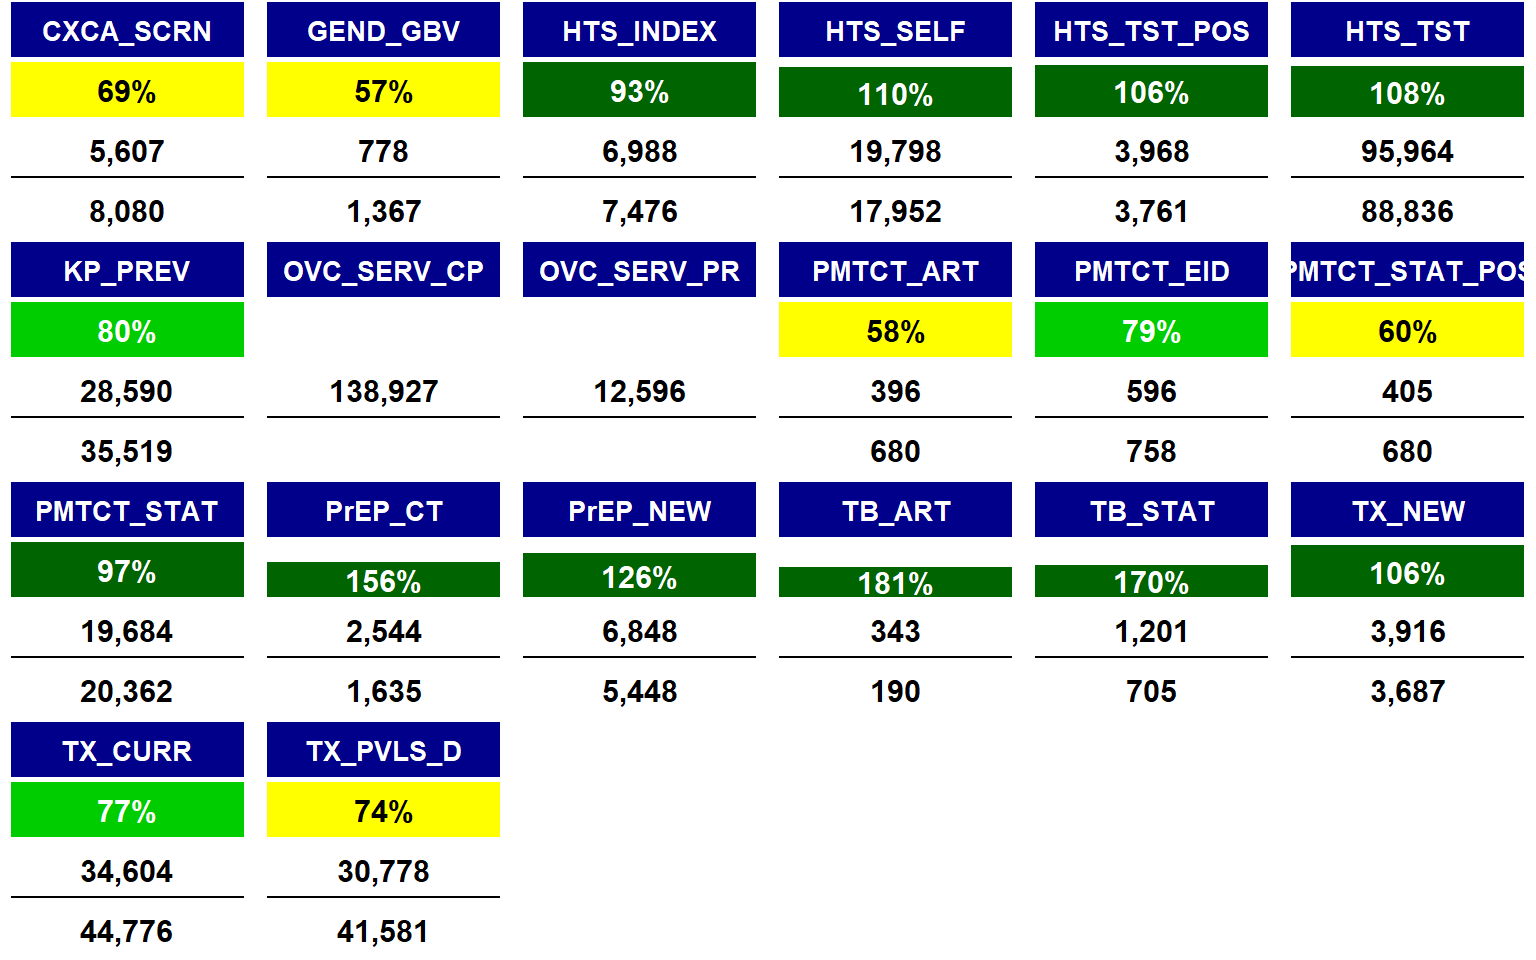 CXCA_SCRN GEND_GBV HTS_INDEX HTS_SELF HTS_TST_POS HTS_TST
69% 57% 93% 110% 106% 108%
5,607 778 6,988 19,798 3,968 95,964
8,080 1,367 7,476 17,952 3,761 88,836
KP_PREV OVC_SERV_CP OVC_SERV_PR PMTCT_ART PMTCT_EID PMTCT_STAT_POS
80% 58% 79% 60%
28,590 138,927 12,596 396 596 405
35,519 680 758 680
PMTCT_STAT PrEP_CT PrEP_NEW TB_ART TB_STAT TX_NEW
97% 156% 126% 181% 170% 106%
19,684 2,544 6,848 343 1,201 3,916
20,362 1,635 5,448 190 705 3,687
TX_CURR TX_PVLS_D
77% 74%
34,604 30,778
44,776 41,581